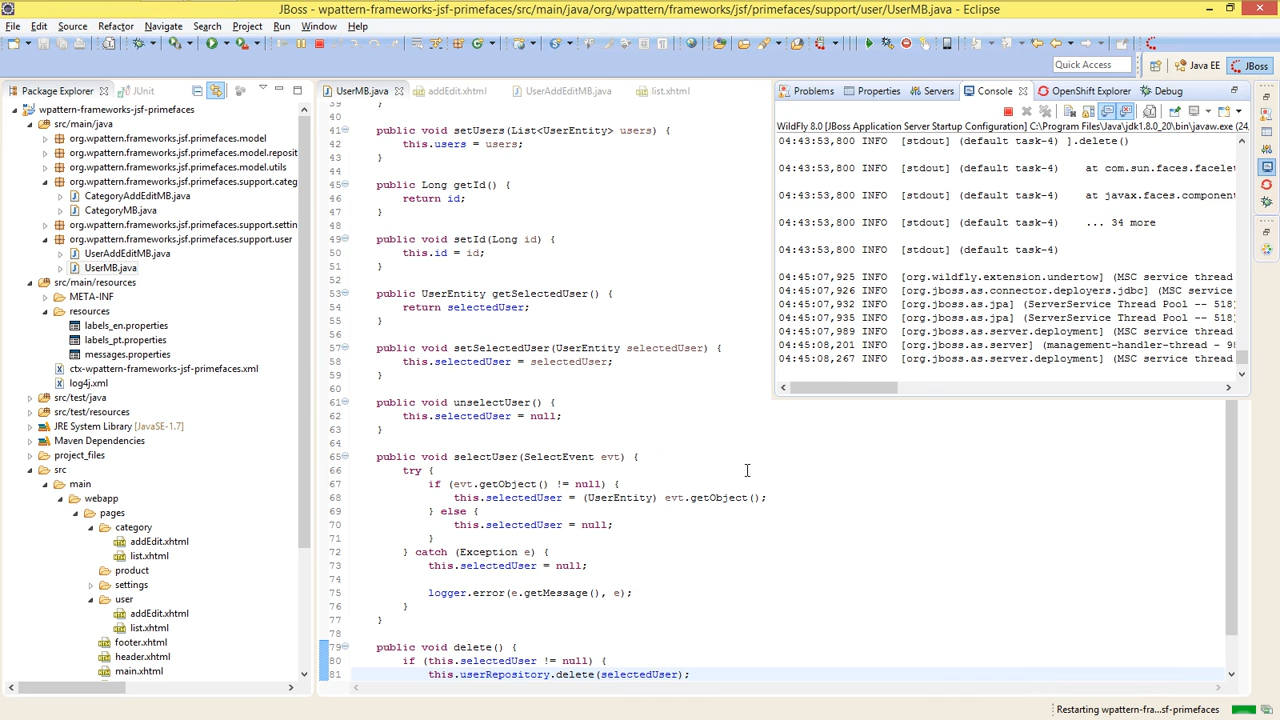 JBoss - wpattern-frameworks-jsf-primefaces/src/main/java/org/wpattern/frameworks/jsf/primefaces/support/user/UserMB.java - Eclipse
File Edit Source Refactor Navigate Search Project Run Window Help
Quick Access
Java EE
JBoss
Package Explorer
JUnit
UserMB.java
addEdit.xhtml
UserAddEditMB.java
list.xhtml
Problems
Properties
Servers
Console
OpenShift Explorer
Debug
wpattern-frameworks-jsf-primefaces
src/main/java
org.wpattern.frameworks.jsf.primefaces.model
org.wpattern.frameworks.jsf.primefaces.model.reposit
org.wpattern.frameworks.jsf.primefaces.model.utils
org.wpattern.frameworks.jsf.primefaces.support.categ
CategoryAddEditMB.java
CategoryMB.java
org.wpattern.frameworks.jsf.primefaces.support.settin
org.wpattern.frameworks.jsf.primefaces.support.user
UserAddEditMB.java
UserMB.java
src/main/resources
META-INF
resources
labels_en.properties
labels_pt.properties
messages.properties
ctx-wpattern-frameworks-jsf-primefaces.xml
log4j.xml
src/test/java
src/test/resources
JRE System Library [JavaSE-1.7]
Maven Dependencies
project_files
src
main
webapp
pages
category
addEdit.xhtml
list.xhtml
product
settings
user
addEdit.xhtml
list.xhtml
footer.xhtml
header.xhtml
main.xhtml
39 }
40
41 public void setUsers(List<UserEntity> users) {
42 this.users = users;
43 }
44
45 public Long getId() {
46 return id;
47 }
48
49 public void setId(Long id) {
50 this.id = id;
51 }
52
53 public UserEntity getSelectedUser() {
54 return selectedUser;
55 }
56
57 public void setSelectedUser(UserEntity selectedUser) {
58 this.selectedUser = selectedUser;
59 }
60
61 public void unselectUser() {
62 this.selectedUser = null;
63 }
64
65 public void selectUser(SelectEvent evt) {
66 try {
67 if (evt.getObject() != null) {
68 this.selectedUser = (UserEntity) evt.getObject();
69 } else {
70 this.selectedUser = null;
71 }
72 } catch (Exception e) {
73 this.selectedUser = null;
74
75 logger.error(e.getMessage(), e);
76 }
77 }
78
79 public void delete() {
80 if (this.selectedUser != null) {
81 this.userRepository.delete(selectedUser);
WildFly 8.0 [JBoss Application Server Startup Configuration] C:\Program Files\Java\jdk1.8.0_20\bin\javaw.exe (24,
04:43:53,800 INFO [stdout] (default task-4) ].delete()
04:43:53,800 INFO [stdout] (default task-4) at com.sun.faces.facele
04:43:53,800 INFO [stdout] (default task-4) at javax.faces.component
04:43:53,800 INFO [stdout] (default task-4) ... 34 more
04:43:53,800 INFO [stdout] (default task-4)
04:45:07,925 INFO [org.wildfly.extension.undertow] (MSC service thread
04:45:07,926 INFO [org.jboss.as.connector.deployers.jdbc] (MSC service
04:45:07,932 INFO [org.jboss.as.jpa] (ServerService Thread Pool -- 518)
04:45:07,935 INFO [org.jboss.as.jpa] (ServerService Thread Pool -- 518)
04:45:07,989 INFO [org.jboss.as.server.deployment] (MSC service thread
04:45:08,201 INFO [org.jboss.as.server] (management-handler-thread - 9
04:45:08,267 INFO [org.jboss.as.server.deployment] (MSC service thread
Restarting wpattern-fra...sf-primefaces